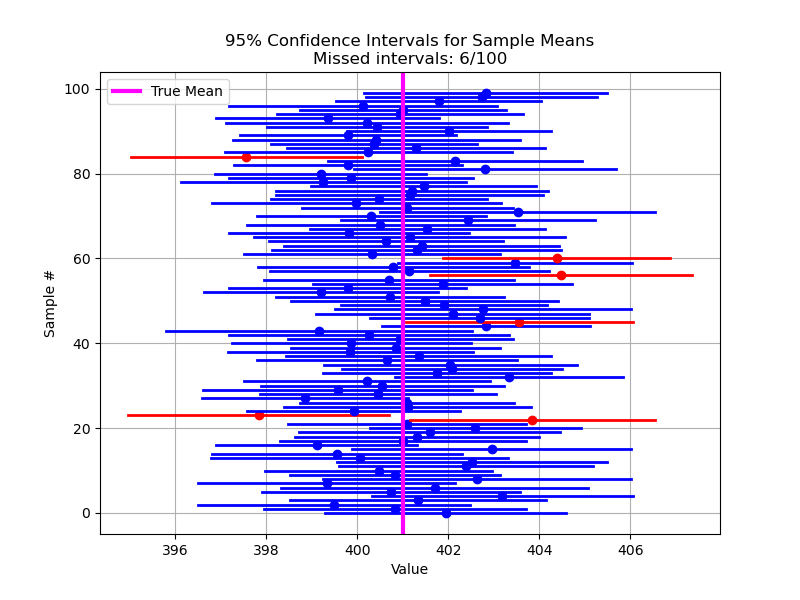 95% Confidence Intervals for Sample Means
Missed intervals: 6/100
True Mean
100
80
60
40
20
0
Sample #
396
398
400
402
404
406
Value